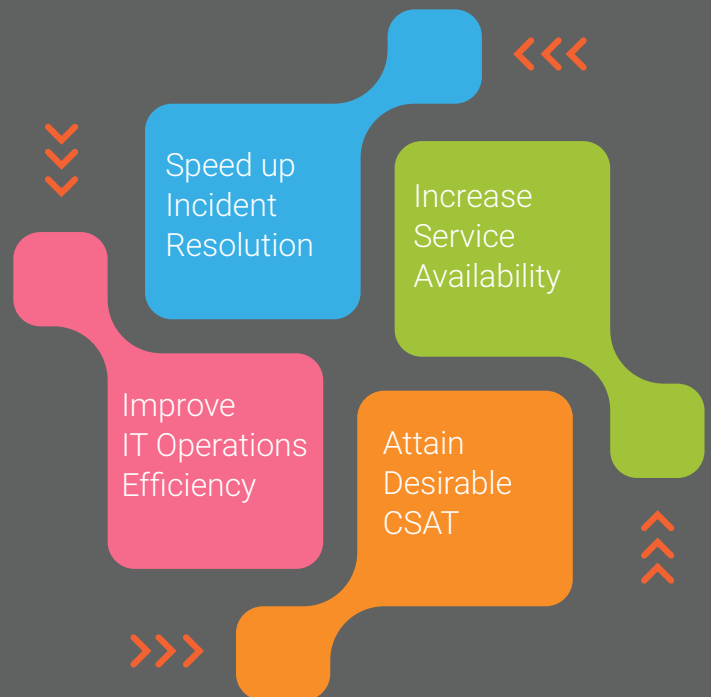 Speed up
Incident
Resolution
Increase
Service
Availability
Improve
IT Operations
Efficiency
Attain
Desirable
CSAT